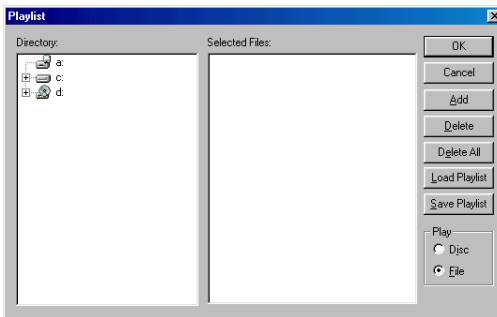 Playlist
Directory:
a:
c:
d:
Selected Files:
OK
Cancel
Add
Delete
Delete All
Load Playlist
Save Playlist
Play
Disc
File